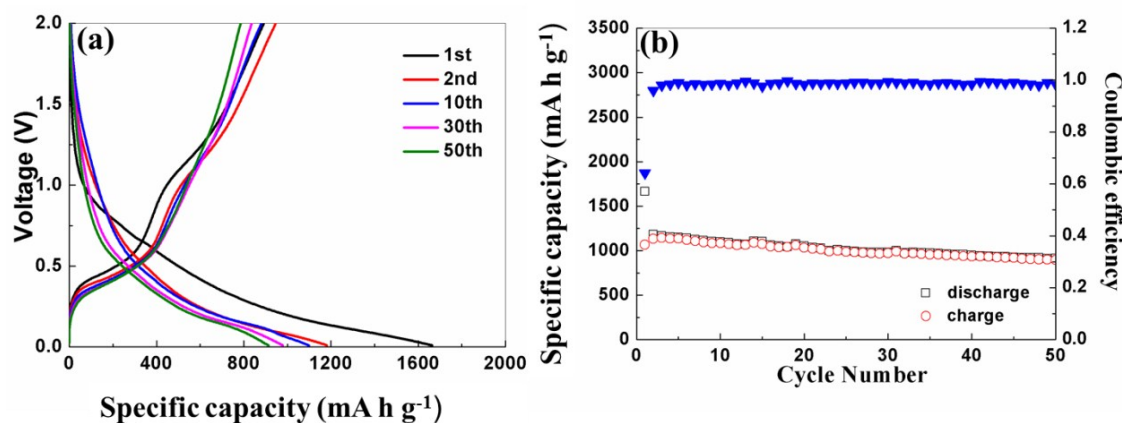 (a)
1st
2nd
10th
30th
50th
Voltage (V)
2.0
1.5
1.0
0.5
0.0
0 400 800 1200 1600 2000
Specific capacity (mA h g-1)
(b)
Specific capacity (mA h g-1)
3500
3000
2500
2000
1500
1000
500
0
0 10 20 30 40 50
Cycle Number
discharge
charge
1.2
1.0
0.8
0.6
0.4
0.2
0.0
Coulombic efficiency